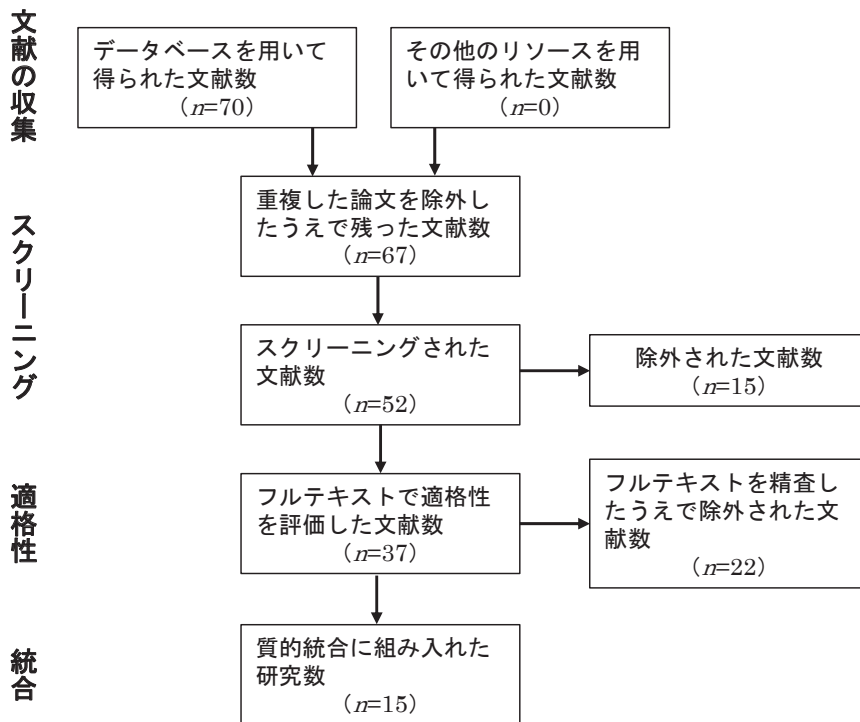 文献の収集
データベースを用いて
得られた文献数
（n=70）
その他のリソースを用
いて得られた文献数
（n=0）
スクリーニング
重複した論文を除外し
たうえで残った文献数
（n=67）
スクリーニングされた
文献数
（n=52）
除外された文献数
（n=15）
適格性
フルテキストで適格性
を評価した文献数
（n=37）
フルテキストを精査し
たうえで除外された文
献数
（n=22）
統合
質的統合に組み入れた
研究数
（n=15）